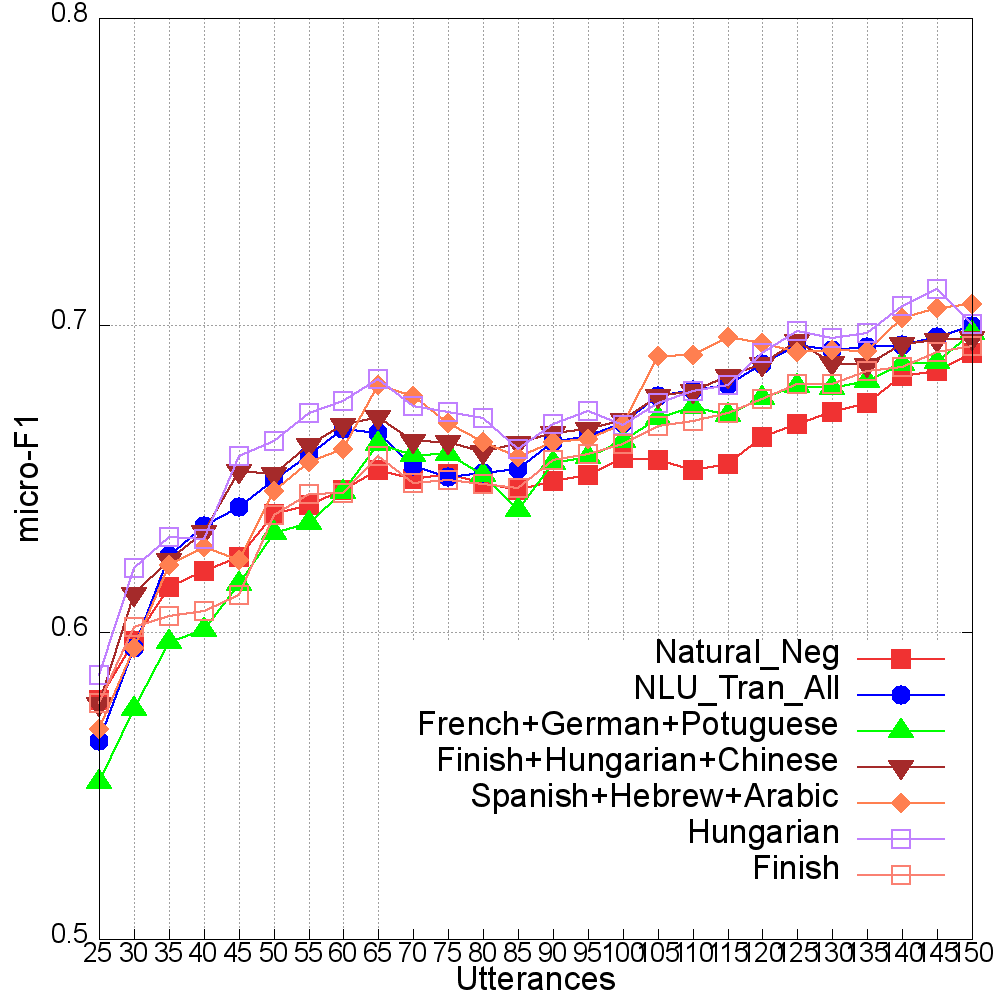 0.8
0.7
0.6
0.5
micro-F1
Natural_Neg
NLU_Tran_All
French+German+Potuguese
Finish+Hungarian+Chinese
Spanish+Hebrew+Arabic
Hungarian
Finish
25 30 35 40 45 50 55 60 65 70 75 80 85 90 95 100 105 110 115 120 125 130 135 140 145 150
Utterances